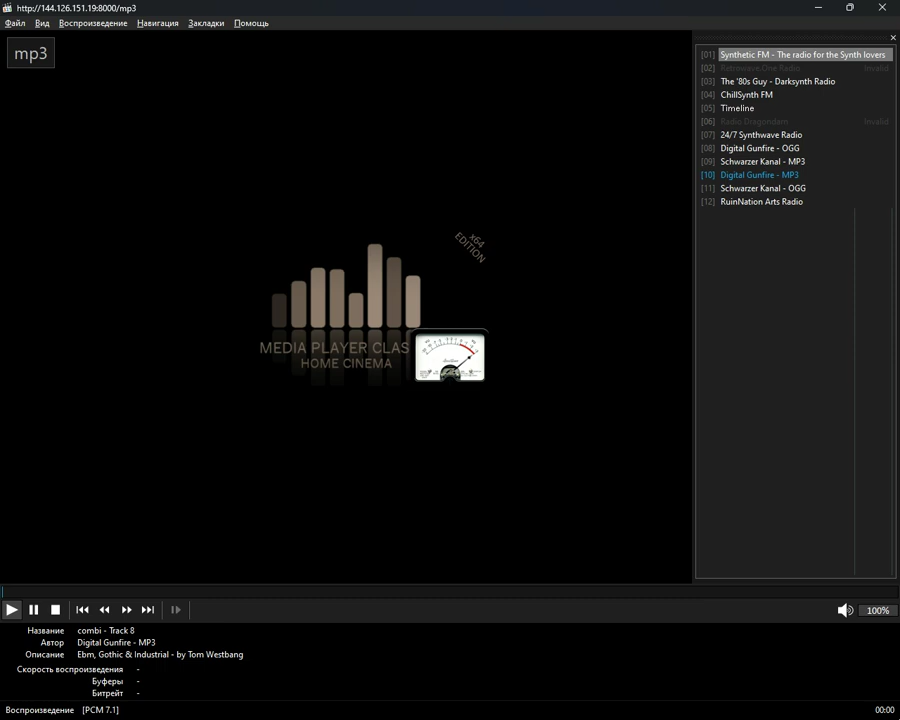 http://144.126.151.19:8000/mp3
Файл Вид Воспроизведение Навигация Закладки Помощь
mp3
[01] Synthetic FM - The radio for the Synth lovers
[02] Retrowave.One Radio Invalid
[03] The '80s Guy - Darksynth Radio
[04] ChillSynth FM
[05] Timeline
[06] Invalid
[07] 24/7 Synthwave Radio
[08] Digital Gunfire - OGG
[09] Schwarzer Kanal - MP3
[10] Digital Gunfire - MP3
[11] Schwarzer Kanal - OGG
[12] RuinNation Arts Radio
x64
EDITION
MEDIA PLAYER CLAS
HOME CINEMA
100%
Название combi - Track 8
Автор Digital Gunfire - MP3
Описание Ebm, Gothic & Industrial - by Tom Westbang
Скорость воспроизведения -
Буферы -
Битрейт -
Воспроизведение [PCM 7.1] 00:00